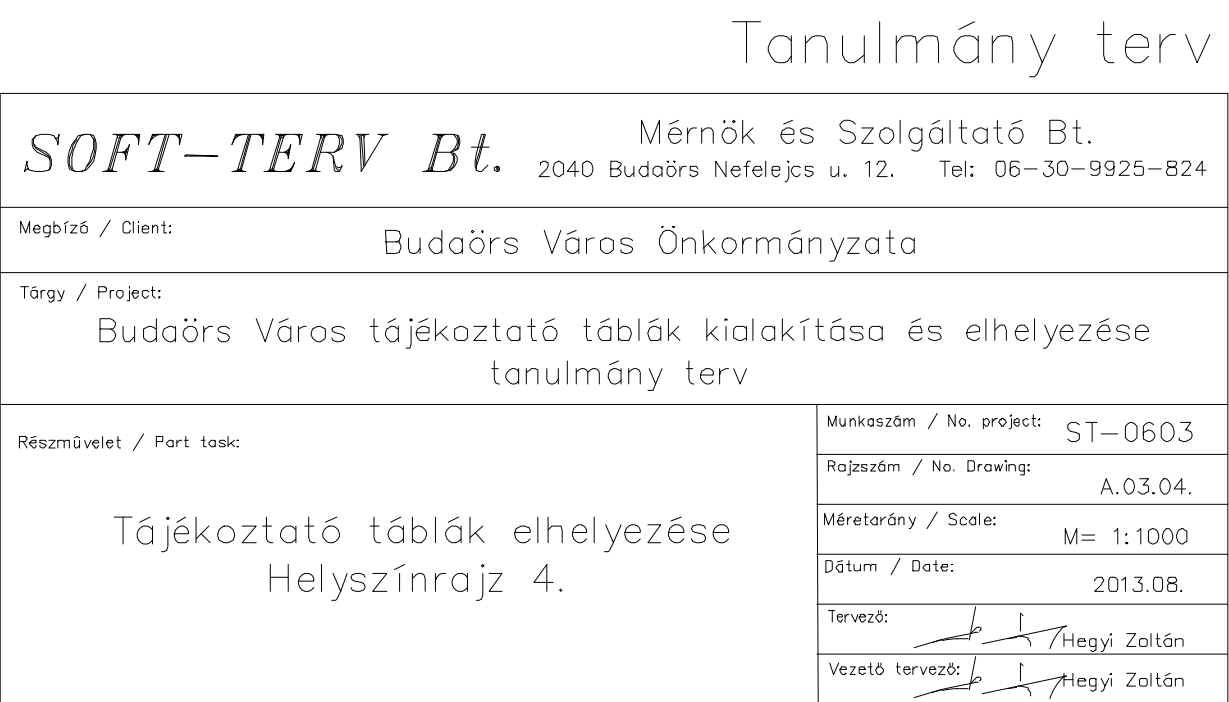 Tanulmány terv
SOFT-TERV Bt.
Mérnök és Szolgáltató Bt.
2040 Budaörs Nefelejcs u. 12. Tel: 06-30-9925-824
Megbízó / Client:
Budaörs Város Önkormányzata
Tárgy / Project:
Budaörs Város tájékoztató táblák kialakítása és elhelyezése
tanulmány terv
Részmûvelet / Part task:
Tájékoztató táblák elhelyezése
Helyszínrajz 4.
Munkaszám / No. project: ST-0603
Rajzszám / No. Drawing:
A.03.04.
Méretarány / Scale:
M= 1:1000
Dátum / Date:
2013.08.
Tervező:
Hegyi Zoltán
Vezető tervező:
Hegyi Zoltán